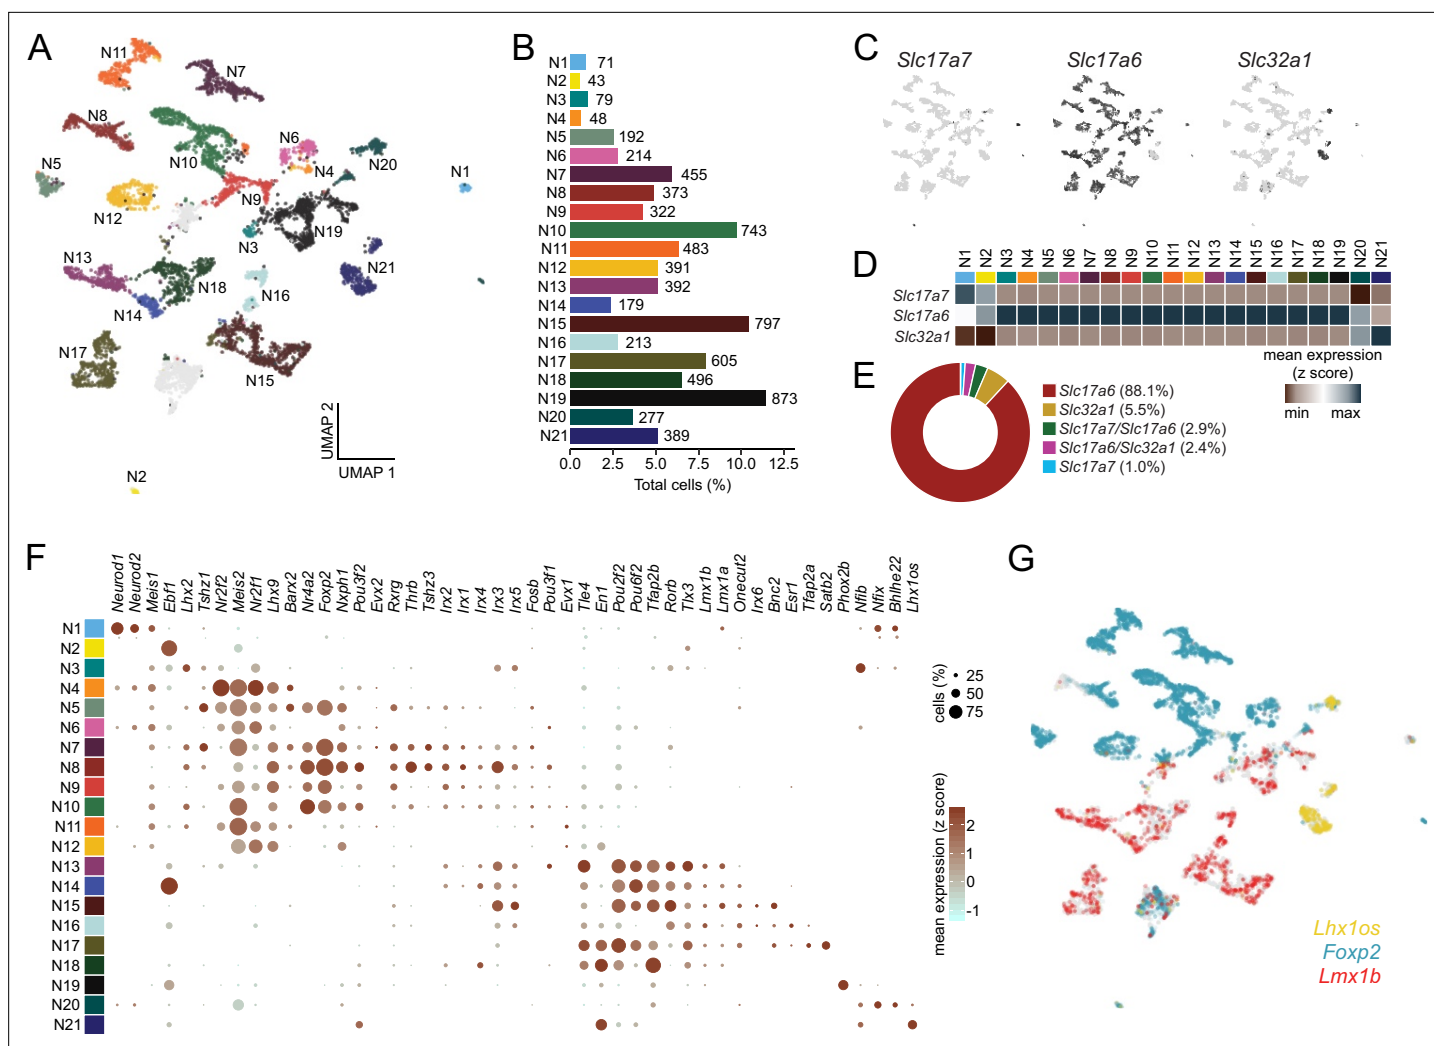 A
N11
N7
N8
N10
N6
N20
N5
N4
N1
N12
N9
N3
N19
N13
N21
N18
N16
N14
N17
N15
N2
UMAP 2
UMAP 1
B
N1 71
N2 43
N3 79
N4 48
N5 192
N6 214
N7 455
N8 373
N9 322
N10 743
N11 483
N12 391
N13 392
N14 179
N15 797
N16 213
N17 605
N18 496
N19 873
N20 277
N21 389
0.0 2.5 5.0 7.5 10.0 12.5
Total cells (%)
C
Slc17a7 Slc17a6 Slc32a1
D
N1 N2 N3 N4 N5 N6 N7 N8 N9 N10 N11 N12 N13 N14 N15 N16 N17 N18 N19 N20 N21
Slc17a7
Slc17a6
Slc32a1
mean expression
(z score)
min max
E
Slc17a6 (88.1%)
Slc32a1 (5.5%)
Slc17a7/Slc17a6 (2.9%)
Slc17a6/Slc32a1 (2.4%)
Slc17a7 (1.0%)
F
Neurod1 Neurod2 Meis1 Ebf1 Lhx2 Tshz1 Nr2f2 Meis2 Nr2f1 Lhx9 Barx2 Nr4a2 Foxp2 Nxph1 Pou3f2 Evx2 Rxrg Thrb Tshz3 Irx2 Irx1 Irx4 Irx3 Irx5 Fosb Pou3f1 Evx1 Tle4 En1 Pou2f2 Pou6f2 Tfap2b Rorb Tlx3 Lmx1b Lmx1a Onecut2 Irx6 Bnc2 Esr1 Tfap2a Satb2 Phox2b Nfib Nfix Bhlhe22 Lhx1os
N1
N2
N3
N4
N5
N6
N7
N8
N9
N10
N11
N12
N13
N14
N15
N16
N17
N18
N19
N20
N21
cells (%)
25
50
75
mean expression (z score)
2
1
0
-1
G
Lhx1os
Foxp2
Lmx1b